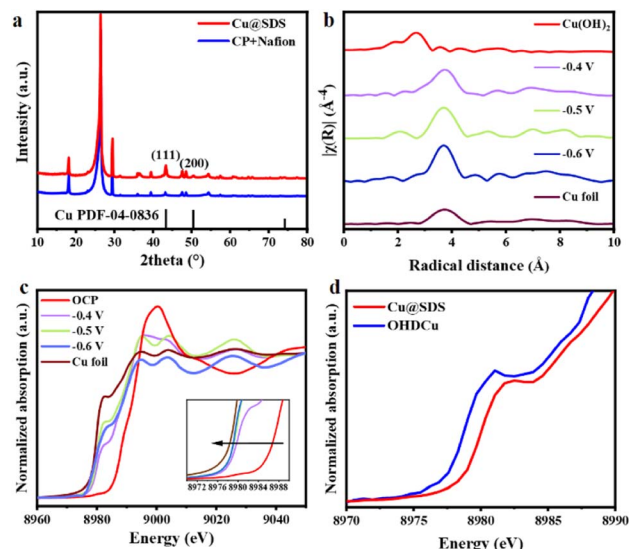 a
Cu@SDS
CP+Nafion
Intensity (a.u.)
(111)
(200)
Cu PDF-04-0836
10 20 30 40 50 60 70 80
2theta (°)
b
Cu(OH)₂
-0.4 V
-0.5 V
-0.6 V
Cu foil
|χ(R)| (Å-⁴)
0 2 4 6 8 10
Radical distance (Å)
c
OCP
-0.4 V
-0.5 V
-0.6 V
Cu foil
Normalized absorption (a.u.)
8972 8976 8980 8984 8988
8960 8980 9000 9020 9040
Energy (eV)
d
Cu@SDS
OHDCu
Normalized absorption (a.u.)
8970 8975 8980 8985 8990
Energy (eV)